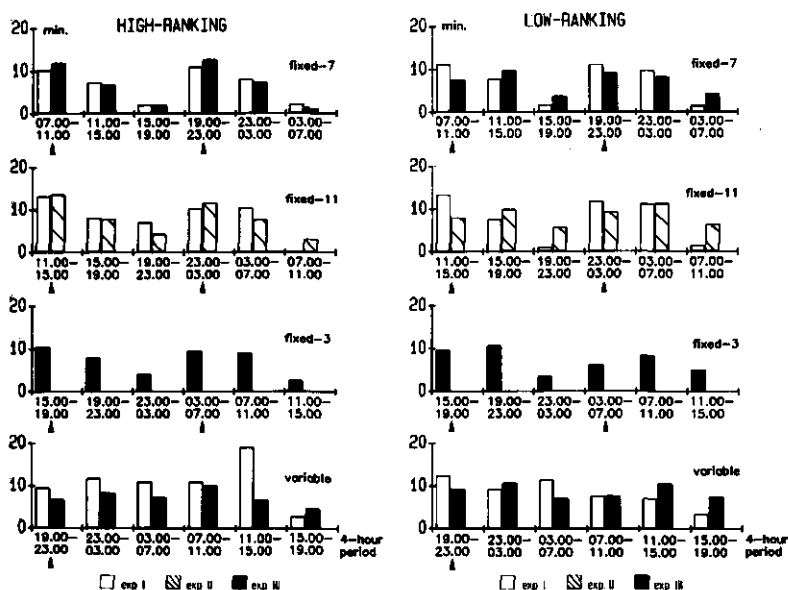 HIGH-RANKING
20 min.
10
0
fixed-7
07.00– 11.00– 15.00– 19.00– 23.00– 03.00–
11.00 15.00 19.00 23.00 03.00 07.00
20
10
0
fixed-11
11.00– 15.00– 19.00– 23.00– 03.00– 07.00–
15.00 19.00 23.00 03.00 07.00 11.00
20
10
0
fixed-3
15.00– 19.00– 23.00– 03.00– 07.00– 11.00–
19.00 23.00 03.00 07.00 11.00 15.00
20
10
0
variable
19.00– 23.00– 03.00– 07.00– 11.00– 15.00– 4-hour
23.00 03.00 07.00 11.00 15.00 19.00 period
exp I exp II exp III
LOW-RANKING
20 min.
10
0
fixed-7
07.00– 11.00– 15.00– 19.00– 23.00– 03.00–
11.00 15.00 19.00 23.00 03.00 07.00
20
10
0
fixed-11
11.00– 15.00– 19.00– 23.00– 03.00– 07.00–
15.00 19.00 23.00 03.00 07.00 11.00
20
10
0
fixed-3
15.00– 19.00– 23.00– 03.00– 07.00– 11.00–
19.00 23.00 03.00 07.00 11.00 15.00
20
10
0
variable
19.00– 23.00– 03.00– 07.00– 11.00– 15.00– 4-hour
23.00 03.00 07.00 11.00 15.00 19.00 period
exp I exp II exp III